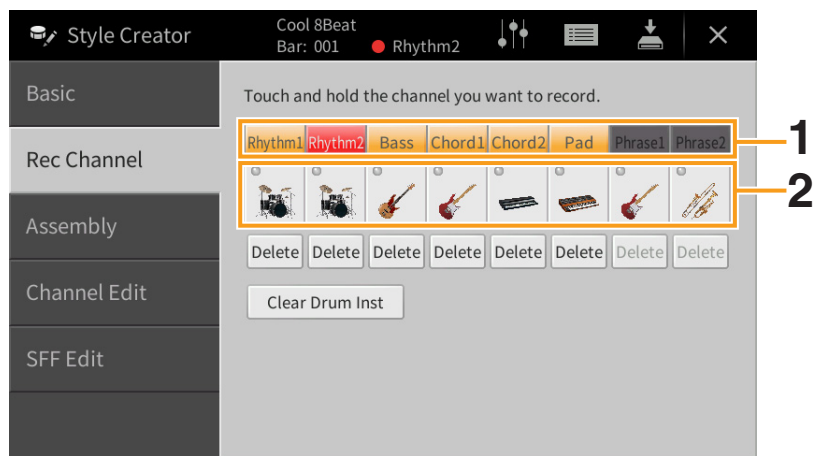 Style Creator
Cool 8Beat
Bar: 001
Rhythm2
Basic
Rec Channel
Assembly
Channel Edit
SFF Edit
Touch and hold the channel you want to record.
Rhythm1 Rhythm2 Bass Chord1 Chord2 Pad Phrase1 Phrase2
1
2
Delete Delete Delete Delete Delete Delete Delete Delete
Clear Drum Inst